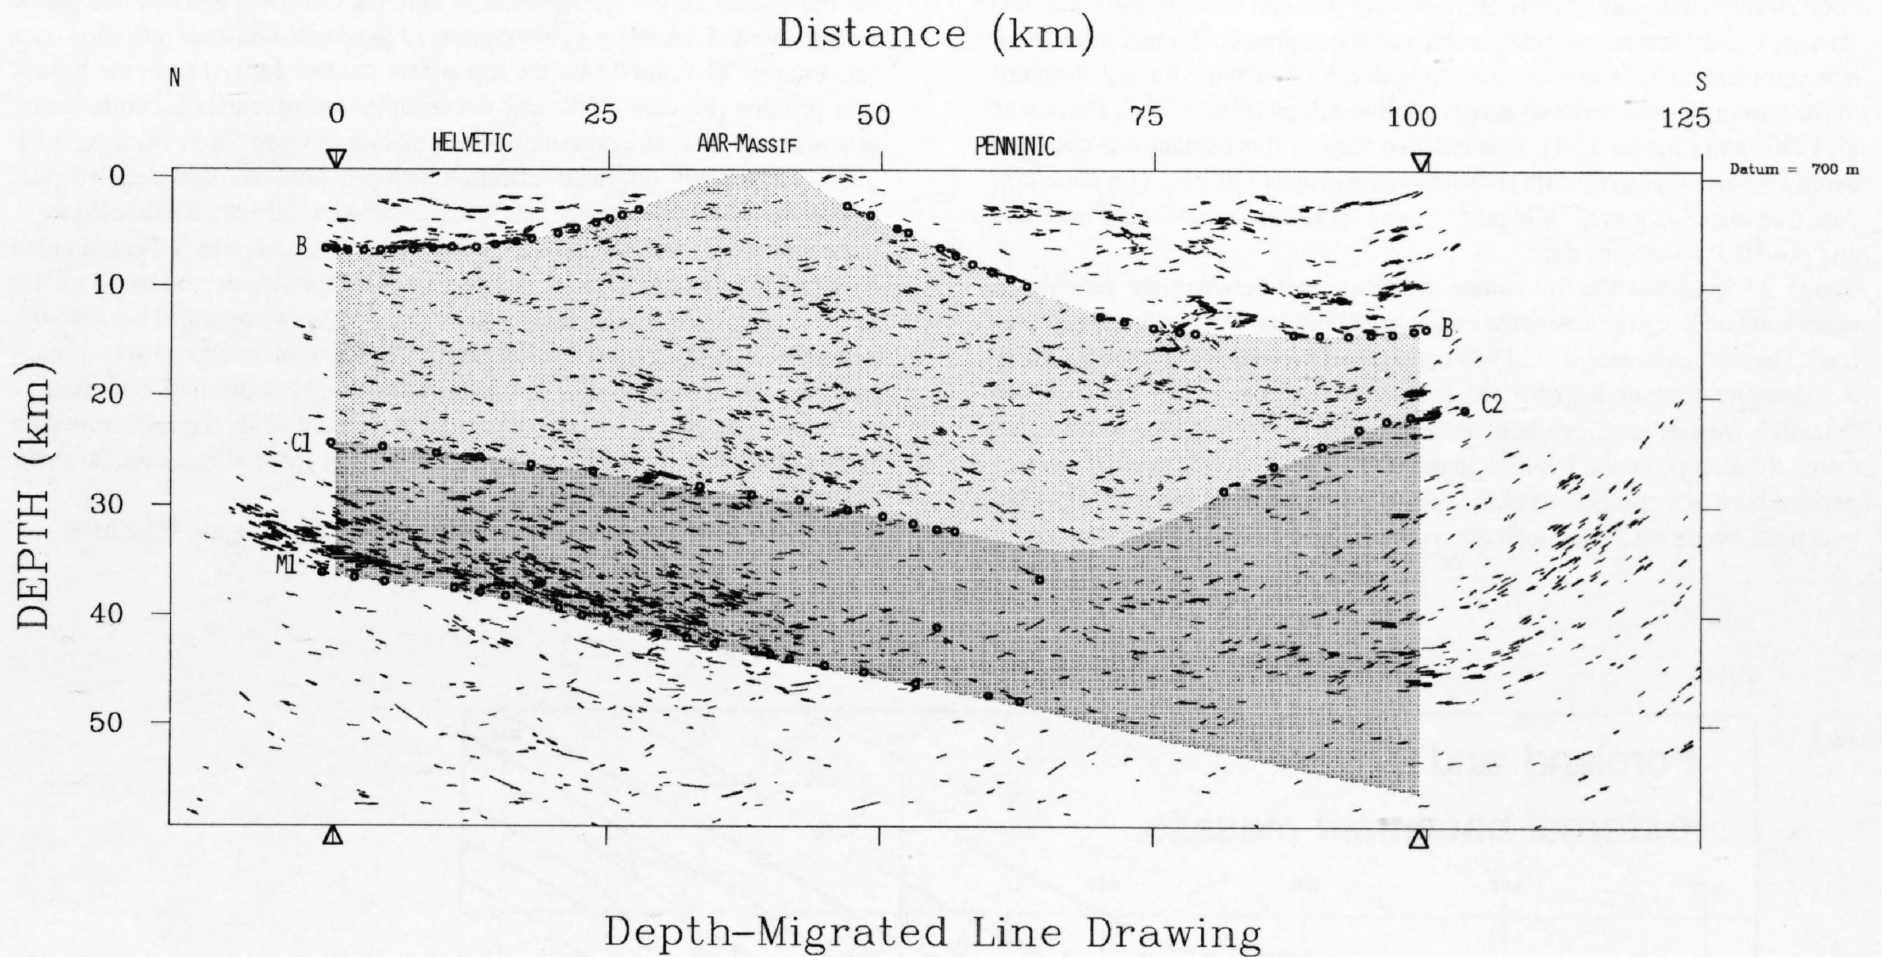 Distance (km)
N
S
0 25 50 75 100 125
HELVETIC AAR-MASSIF PENNINIC
0
Datum = 700 m
B
10
B
20
C2
C1
DEPTH (km)
30
M1
40
50
Depth-Migrated Line Drawing